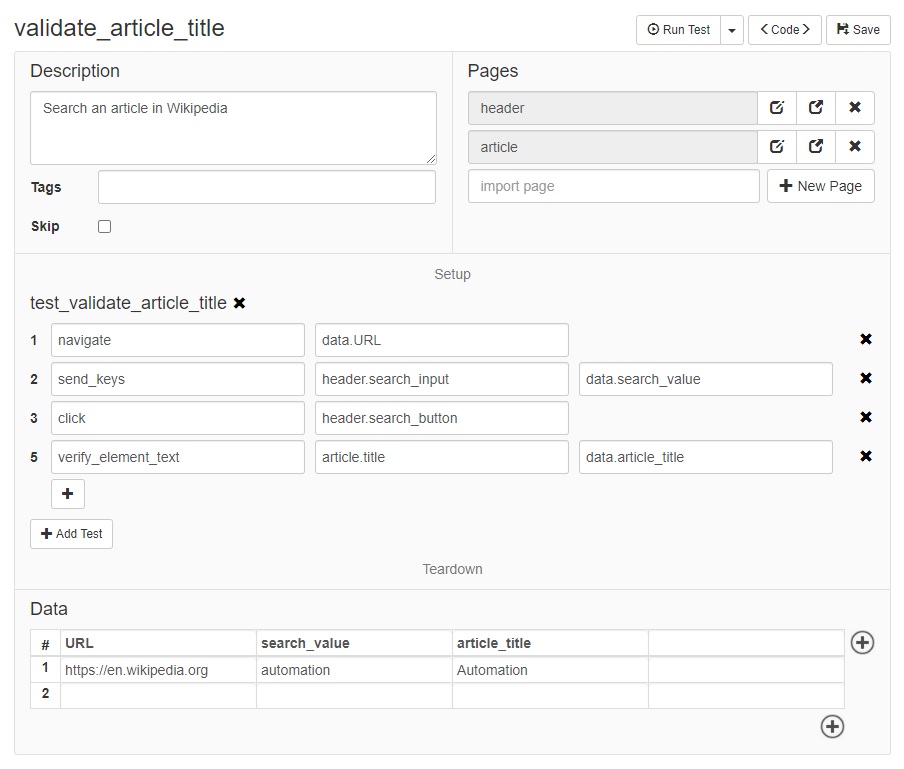 validate_article_title
Run Test
Code
Save
Description
Search an article in Wikipedia
Tags
Skip
Pages
header
article
import page
New Page
Setup
test_validate_article_title
1 navigate data.URL
2 send_keys header.search_input data.search_value
3 click header.search_button
5 verify_element_text article.title data.article_title
Add Test
Teardown
Data
# URL search_value article_title
1 https://en.wikipedia.org automation Automation
2